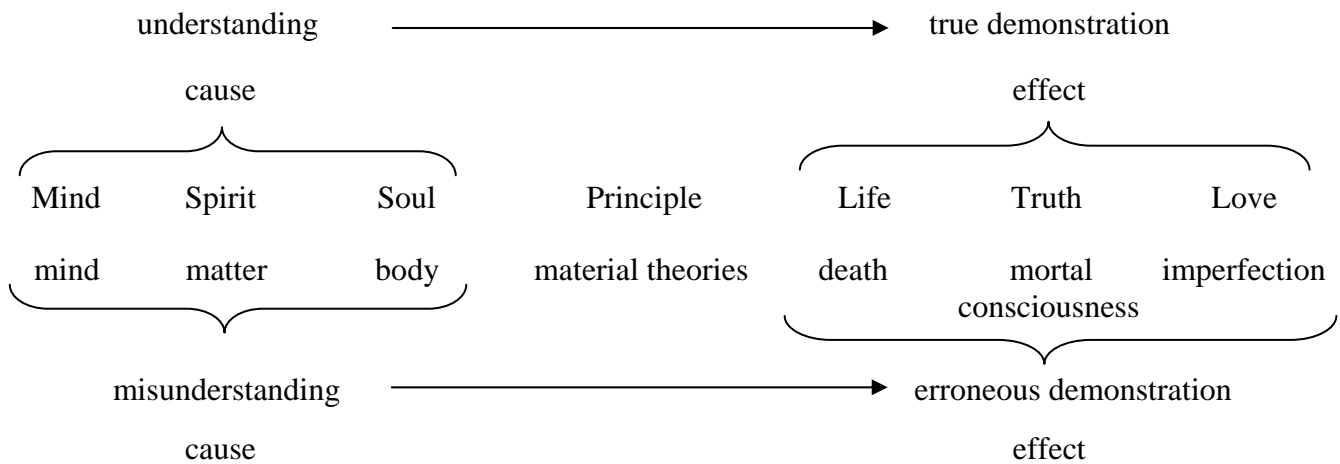 understanding true demonstration
cause effect
Mind Spirit Soul Principle Life Truth Love
mind matter body material theories death mortal imperfection
consciousness
misunderstanding erroneous demonstration
cause effect